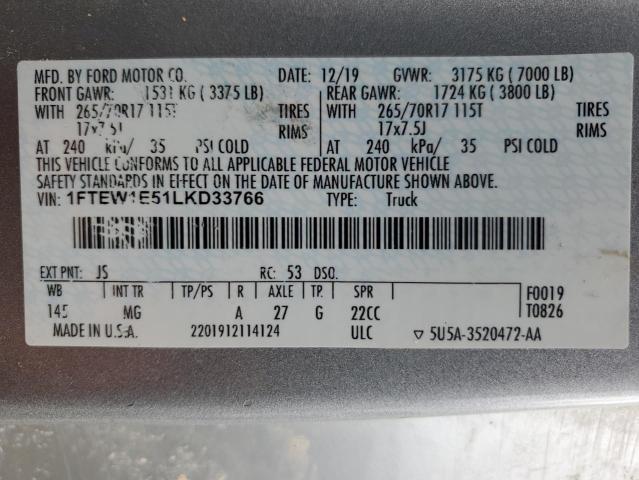 MFD. BY FORD MOTOR CO. DATE: 12/19 GVWR: 3175 KG ( 7000 LB)
FRONT GAWR: 1531 KG ( 3375 LB) REAR GAWR: 1724 KG ( 3800 LB)
WITH 265/70R17 115T TIRES WITH 265/70R17 115T TIRES
17x7.5J RIMS 17x7.5J RIMS
AT 240 kPa/ 35 PSI COLD AT 240 kPa/ 35 PSI COLD
THIS VEHICLE CONFORMS TO ALL APPLICABLE FEDERAL MOTOR VEHICLE
SAFETY STANDARDS IN EFFECT ON THE DATE OF MANUFACTURE SHOWN ABOVE.
VIN: 1FTEW1E51LKD33766 TYPE: Truck
EXT PNT: JS RC: 53 DSO:
WB INT TR TP/PS R AXLE TP. SPR F0019
145 MG A 27 G 22CC T0826
MADE IN U.S.A. 2201912114124 ULC ▽ 5U5A-3520472-AA